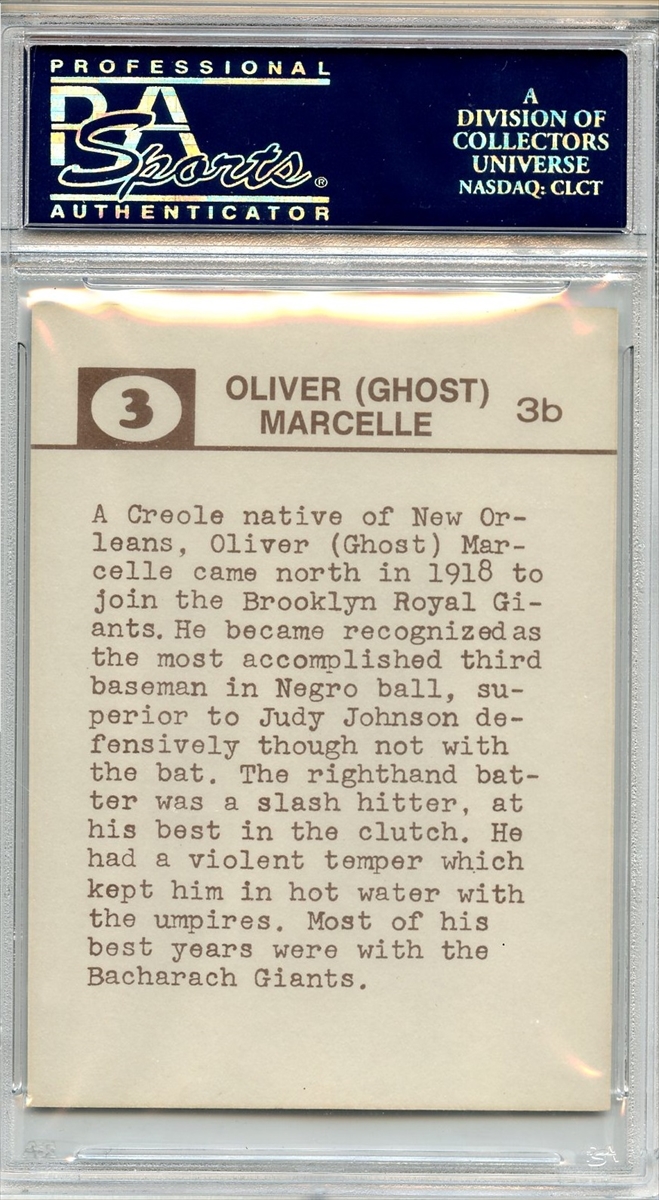 PROFESSIONAL
PSA
Sports®
AUTHENTICATOR
A
DIVISION OF
COLLECTORS
UNIVERSE
NASDAQ: CLCT
3
OLIVER (GHOST)
MARCELLE
3b
A Creole native of New Or-
leans, Oliver (Ghost) Mar-
celle came north in 1918 to
join the Brooklyn Royal Gi-
ants. He became recognized as
the most accomplished third
baseman in Negro ball, su-
perior to Judy Johnson de-
fensively though not with
the bat. The righthand bat-
ter was a slash hitter, at
his best in the clutch. He
had a violent temper which
kept him in hot water with
the umpires. Most of his
best years were with the
Bacharach Giants.